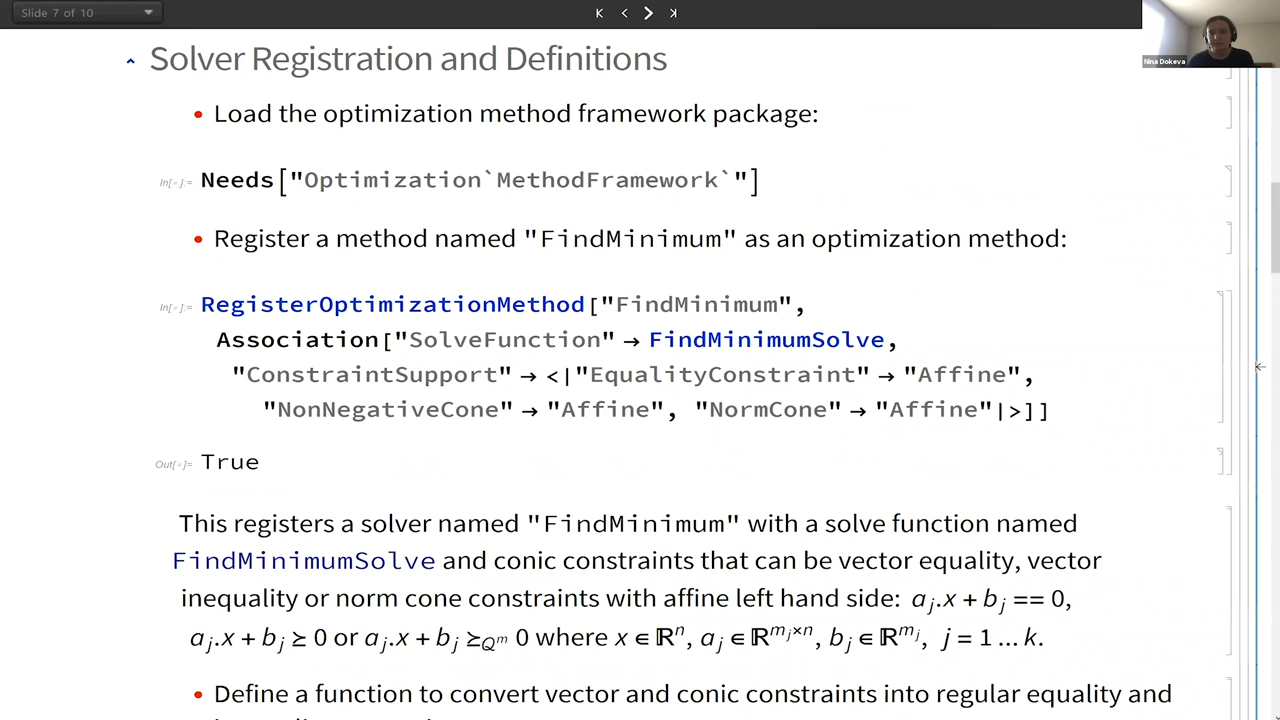 Slide 7 of 10
Nina Dokeva
Solver Registration and Definitions
• Load the optimization method framework package:
In[•]:= Needs["Optimization`MethodFramework`"]
• Register a method named "FindMinimum" as an optimization method:
In[•]:= RegisterOptimizationMethod["FindMinimum",
Association["SolveFunction" → FindMinimumSolve,
"ConstraintSupport" → <|"EqualityConstraint" → "Affine",
"NonNegativeCone" → "Affine", "NormCone" → "Affine"|>]]
Out[•]= True
This registers a solver named "FindMinimum" with a solve function named
FindMinimumSolve and conic constraints that can be vector equality, vector
inequality or norm cone constraints with affine left hand side: aⱼ.x + bⱼ == 0,
aⱼ.x + bⱼ ⪰ 0 or aⱼ.x + bⱼ ⪰_Qᵐ 0 where x ∈ ℝⁿ, aⱼ ∈ ℝ^mⱼ×n, bⱼ ∈ ℝ^mⱼ, j = 1 ... k.
• Define a function to convert vector and conic constraints into regular equality and